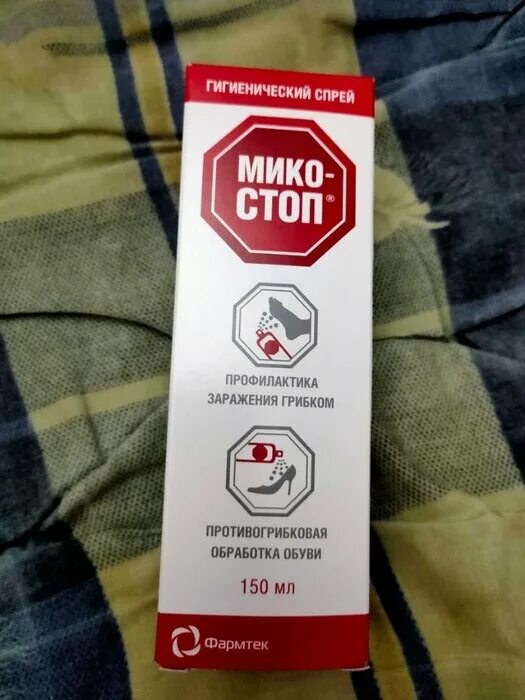 ГИГИЕНИЧЕСКИЙ СПРЕЙ
МИКО-
СТОП®
ПРОФИЛАКТИКА
ЗАРАЖЕНИЯ ГРИБКОМ
ПРОТИВОГРИБКОВАЯ
ОБРАБОТКА ОБУВИ
150 мл
Фармтек